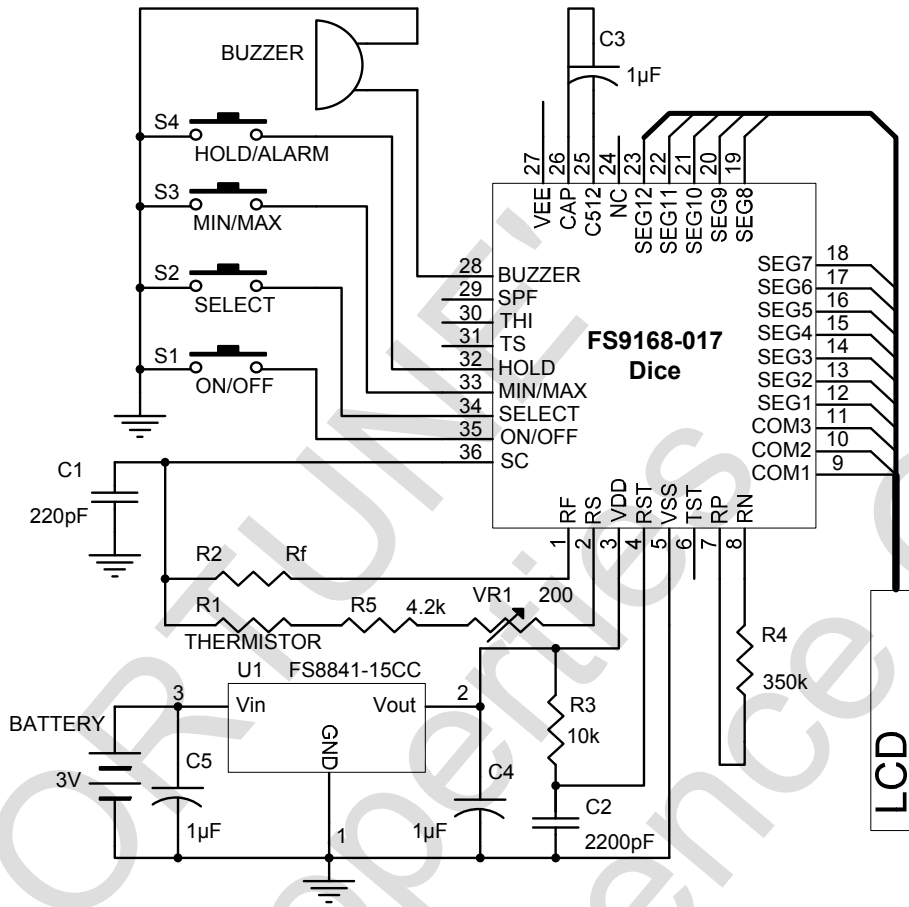 C3
BUZZER
1µF
S4
HOLD/ALARM
27
26
25
24
23
22
21
20
19
VEE
CAP
C512
NC
SEG12
SEG11
SEG10
SEG9
SEG8
S3
MIN/MAX
S2
SELECT
S1
ON/OFF
28 BUZZER
29 SPF
30 THI
31 TS
32 HOLD
33 MIN/MAX
34 SELECT
35 ON/OFF
36 SC
FS9168-017
Dice
SEG7 18
SEG6 17
SEG5 16
SEG4 15
SEG3 14
SEG2 13
SEG1 12
COM3 11
COM2 10
COM1 9
C1
220pF
RF
RS
VDD
RST
VSS
TST
RP
RN
1
2
3
4
5
6
7
8
R2 Rf
R1 R5 4.2k VR1 200
THERMISTOR
R4
350k
U1 FS8841-15CC
3 Vin Vout 2
GND
1
BATTERY
3V
C5
1µF
C4
1µF
R3
10k
C2
2200pF
LCD
ORTUNE'
operties
ence